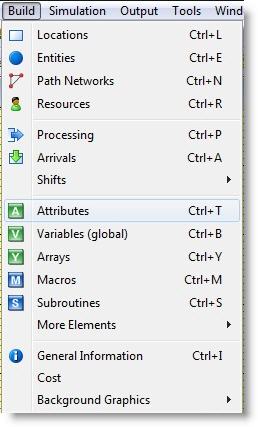 Build Simulation Output Tools Wind
Locations Ctrl+L
Entities Ctrl+E
Path Networks Ctrl+N
Resources Ctrl+R
Processing Ctrl+P
Arrivals Ctrl+A
Shifts
A Attributes Ctrl+T
V Variables (global) Ctrl+B
A Arrays Ctrl+Y
M Macros Ctrl+M
S Subroutines Ctrl+S
More Elements
i General Information Ctrl+I
Cost
Background Graphics